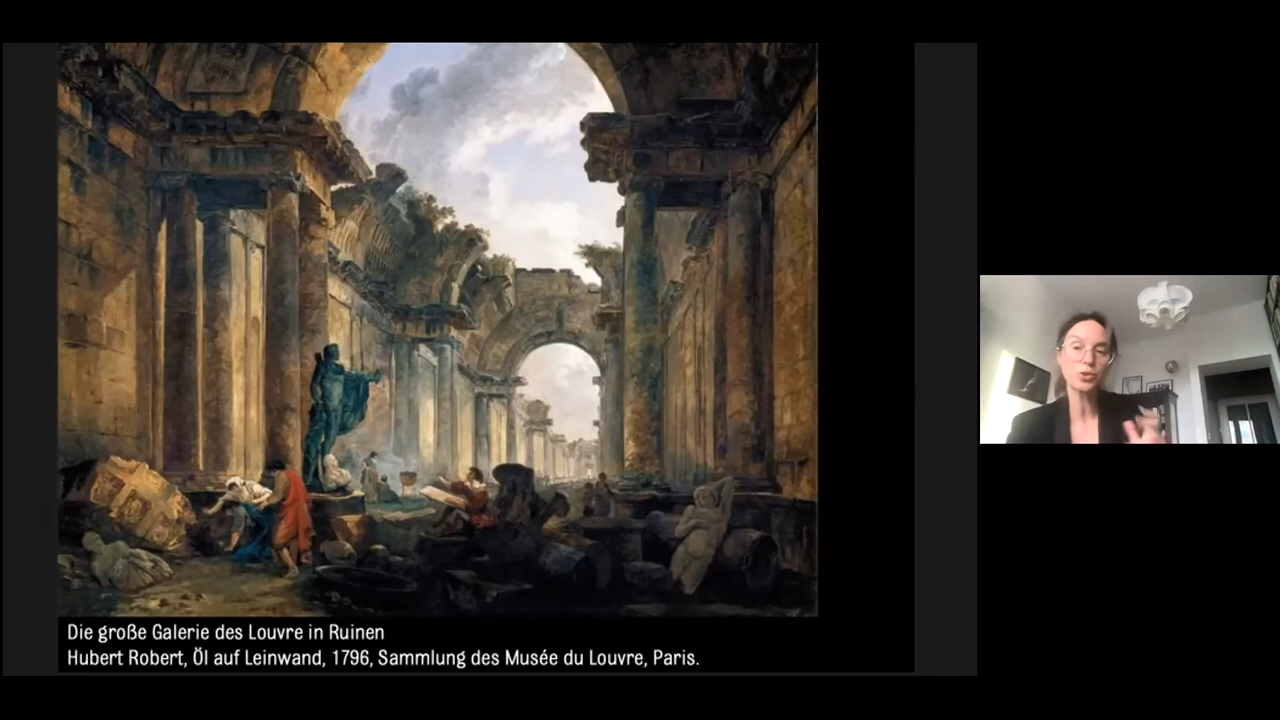 Die große Galerie des Louvre in Ruinen
Hubert Robert, Öl auf Leinwand, 1796, Sammlung des Musée du Louvre, Paris.